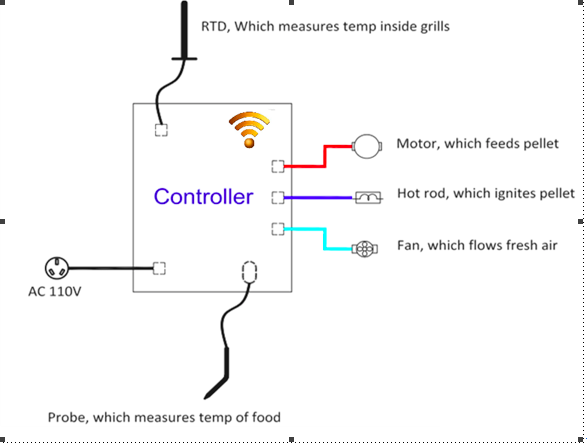 RTD, Which measures temp inside grills
Motor, which feeds pellet
Controller
Hot rod, which ignites pellet
Fan, which flows fresh air
AC 110V
Probe, which measures temp of food